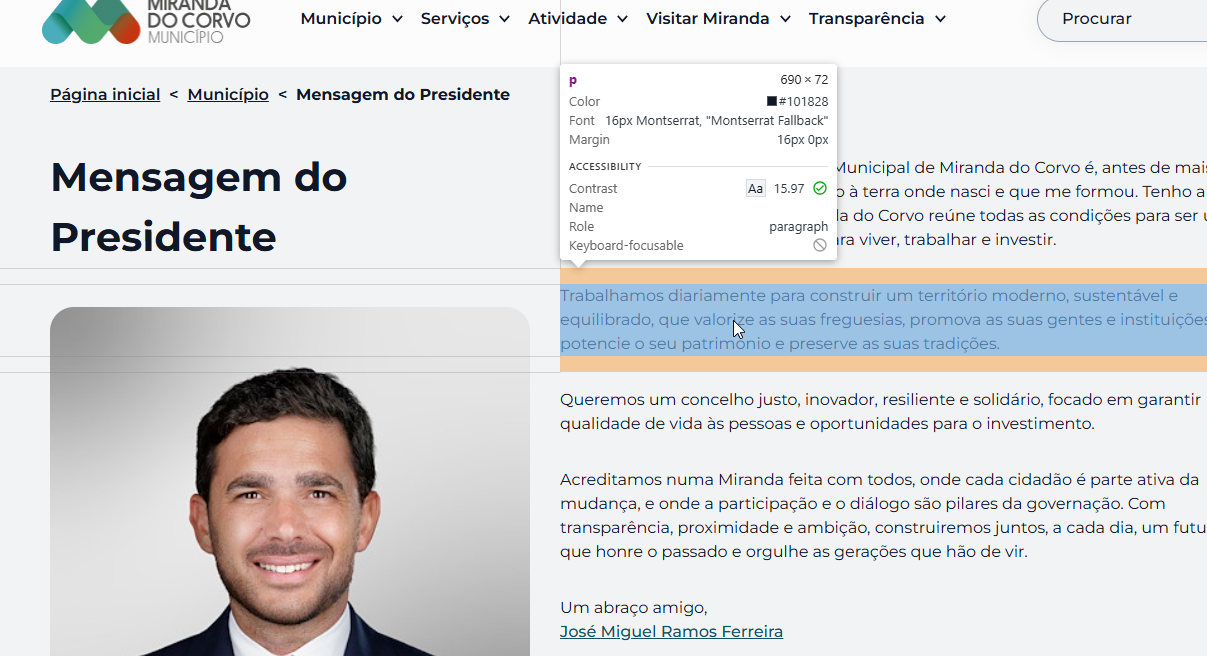 MIRANDA
DO CORVO
MUNICÍPIO
Município Serviços Atividade Visitar Miranda Transparência
Procurar
Página inicial < Município < Mensagem do Presidente
Mensagem do
Presidente
p 690 × 72
Color #101828
Font 16px Montserrat, "Montserrat Fallback"
Margin 16px 0px
ACCESSIBILITY
Contrast Aa 15.97
Name
Role paragraph
Keyboard-focusable
Municipal de Miranda do Corvo é, antes de mais
o à terra onde nasci e que me formou. Tenho a
do Corvo reúne todas as condições para ser
viver, trabalhar e investir.
Trabalhamos diariamente para construir um território moderno, sustentável e
equilibrado, que valorize as suas freguesias, promova as suas gentes e instituições
potencie o seu património e preserve as suas tradições.
Queremos um concelho justo, inovador, resiliente e solidário, focado em garantir
qualidade de vida às pessoas e oportunidades para o investimento.
Acreditamos numa Miranda feita com todos, onde cada cidadão é parte ativa da
mudança, e onde a participação e o diálogo são pilares da governação. Com
transparência, proximidade e ambição, construiremos juntos, a cada dia, um futu
que honre o passado e orgulhe as gerações que hão de vir.
Um abraço amigo,
José Miguel Ramos Ferreira